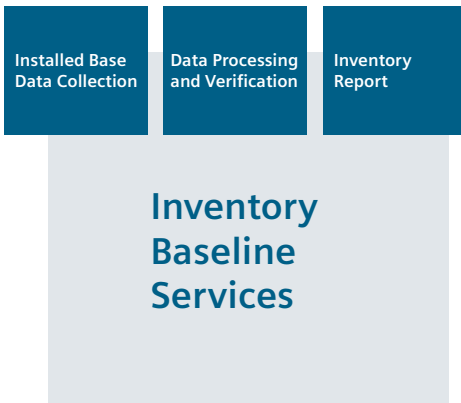 Installed Base
Data Collection
Data Processing
and Verification
Inventory
Report
Inventory
Baseline
Services